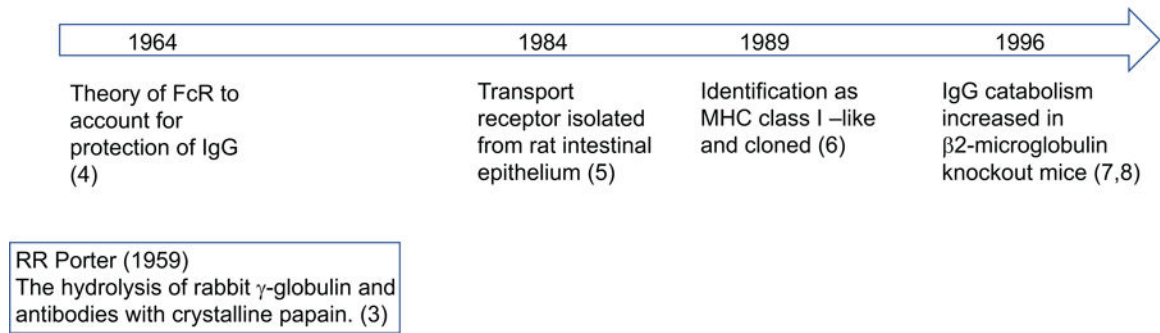 1964 1984 1989 1996
Theory of FcR to
account for
protection of IgG
(4)
Transport
receptor isolated
from rat intestinal
epithelium (5)
Identification as
MHC class I –like
and cloned (6)
IgG catabolism
increased in
β2-microglobulin
knockout mice (7,8)
RR Porter (1959)
The hydrolysis of rabbit γ-globulin and
antibodies with crystalline papain. (3)